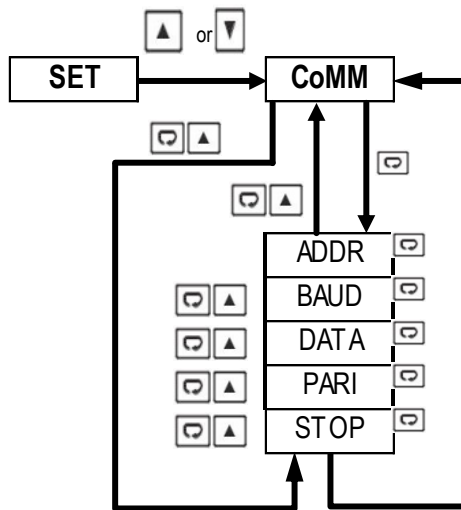 or
SET
CoMM
ADDR
BAUD
DATA
PARI
STOP